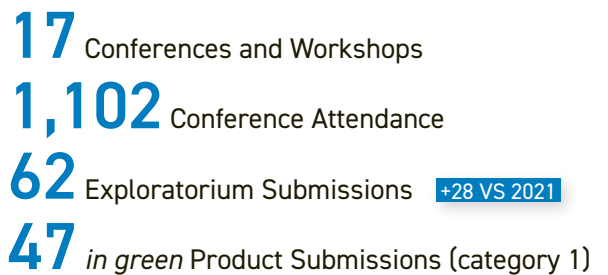 17 Conferences and Workshops
1,102 Conference Attendance
62 Exploratorium Submissions +28 VS 2021
47 in green Product Submissions (category 1)